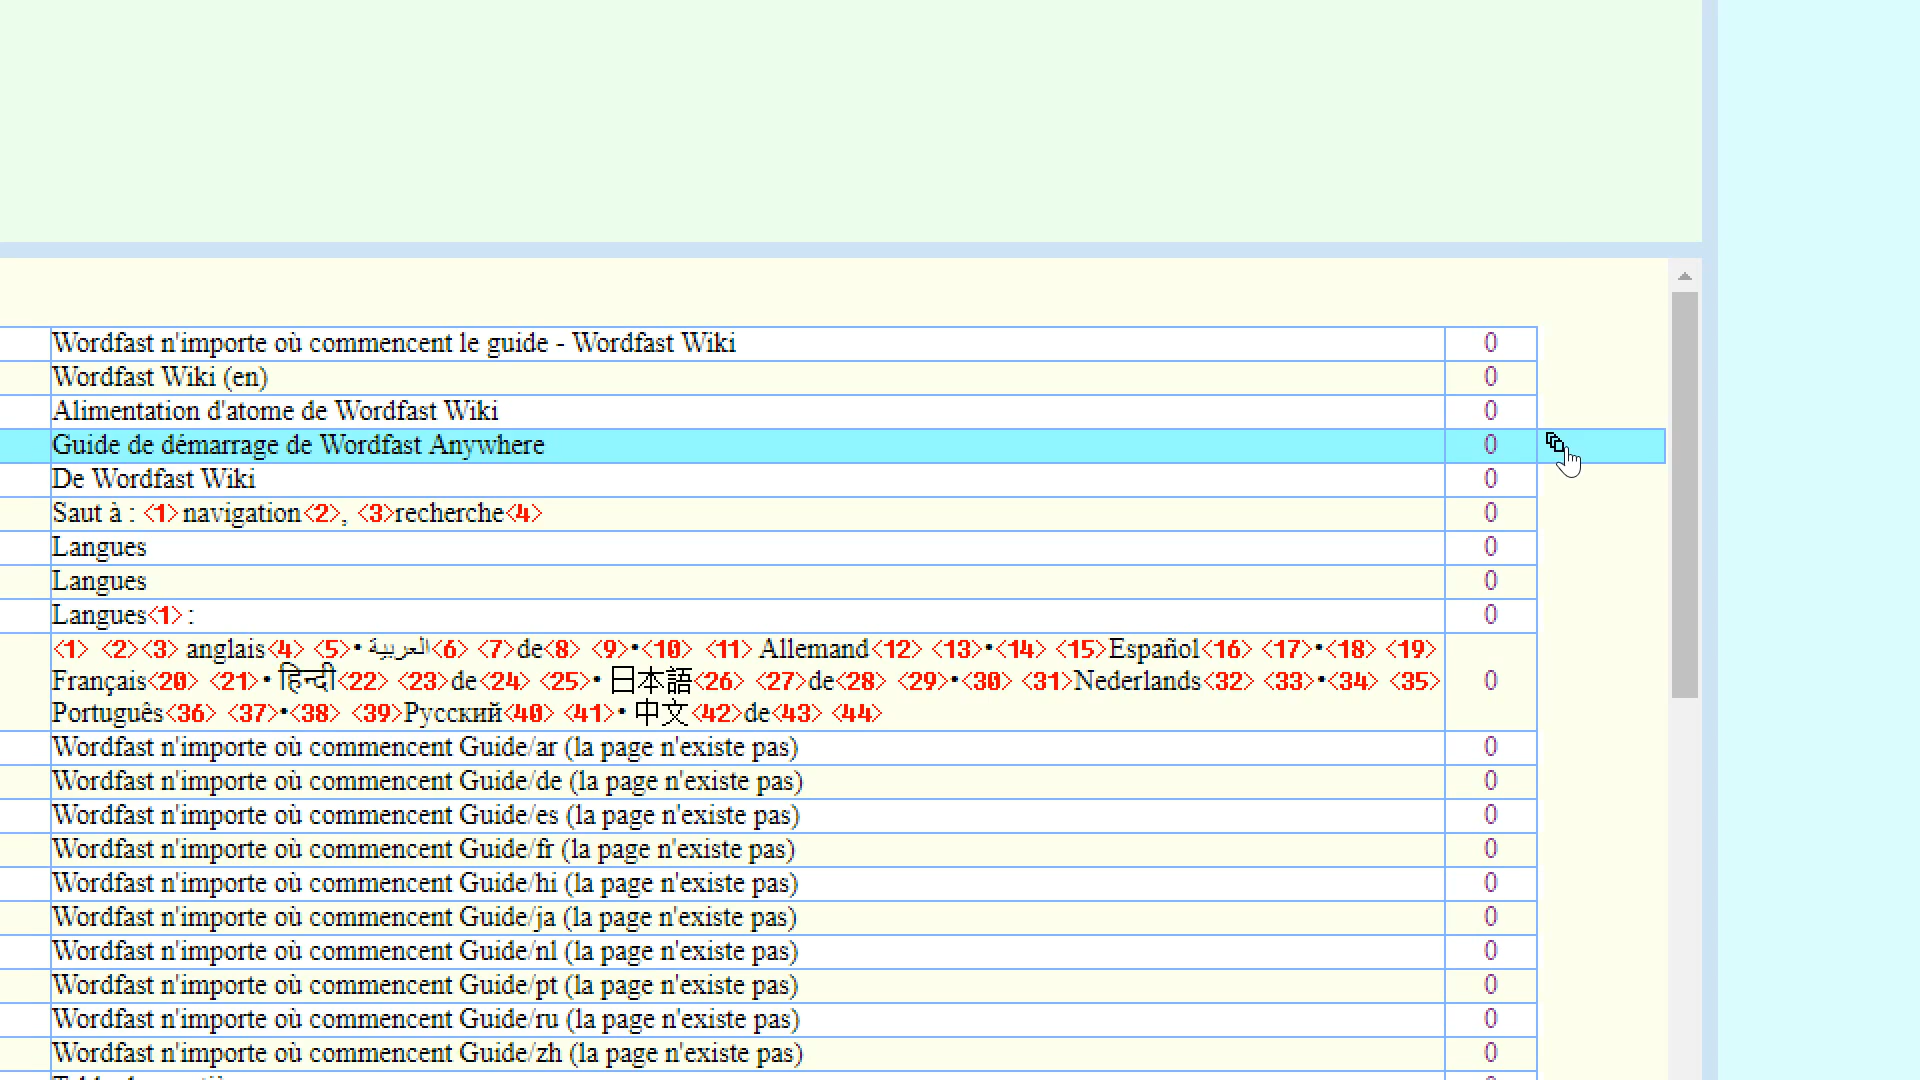 Wordfast n'importe où commencent le guide - Wordfast Wiki 0
Wordfast Wiki (en) 0
Alimentation d'atome de Wordfast Wiki 0
Guide de démarrage de Wordfast Anywhere 0
De Wordfast Wiki 0
Saut à : <1> navigation<2>, <3>recherche<4> 0
Langues 0
Langues 0
Langues<1> : 0
<1> <2><3> anglais<4> <5>• العربية<6> <7>de<8> <9>•<10> <11> Allemand<12> <13>•<14> <15>Español<16> <17>•<18> <19>
Français<20> <21>• हिन्दी<22> <23>de<24> <25>• 日本語<26> <27>de<28> <29>•<30> <31>Nederlands<32> <33>•<34> <35> 0
Português<36> <37>•<38> <39>Русский<40> <41>• 中文<42>de<43> <44>
Wordfast n'importe où commencent Guide/ar (la page n'existe pas) 0
Wordfast n'importe où commencent Guide/de (la page n'existe pas) 0
Wordfast n'importe où commencent Guide/es (la page n'existe pas) 0
Wordfast n'importe où commencent Guide/fr (la page n'existe pas) 0
Wordfast n'importe où commencent Guide/hi (la page n'existe pas) 0
Wordfast n'importe où commencent Guide/ja (la page n'existe pas) 0
Wordfast n'importe où commencent Guide/nl (la page n'existe pas) 0
Wordfast n'importe où commencent Guide/pt (la page n'existe pas) 0
Wordfast n'importe où commencent Guide/ru (la page n'existe pas) 0
Wordfast n'importe où commencent Guide/zh (la page n'existe pas) 0